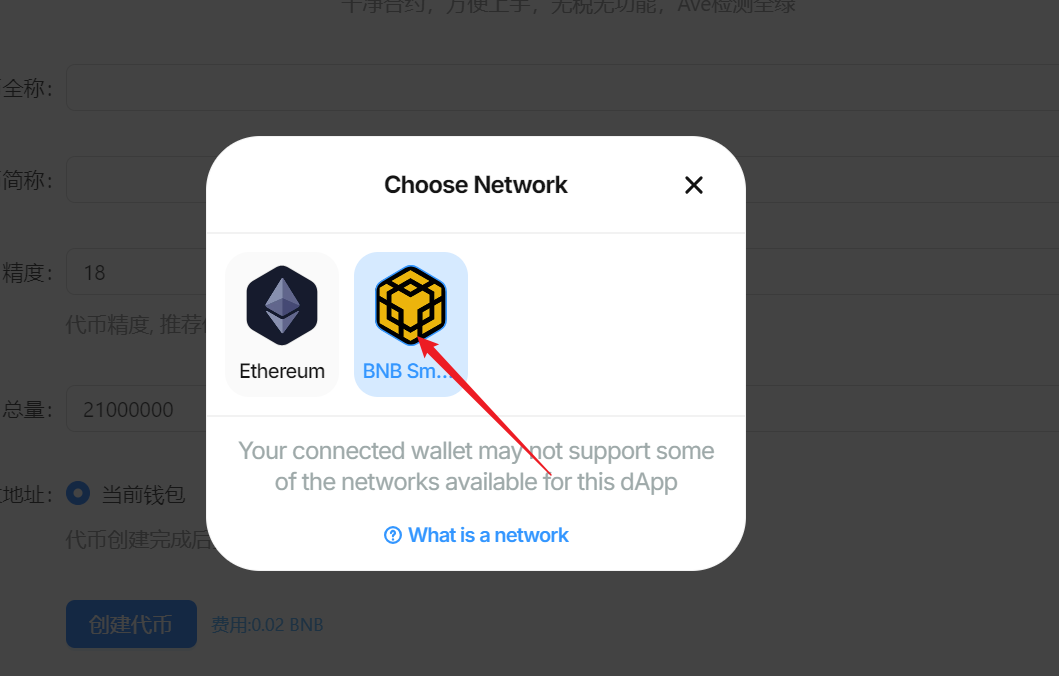 干净合约，方便上手，无税无功能，Ave检测全绿
全称：
简称：
精度：
18
代币精度, 推荐
总量：
21000000
地址：
当前钱包
代币创建完成后
创建代币
费用:0.02 BNB
Choose Network
Ethereum
BNB Sm...
Your connected wallet may not support some
of the networks available for this dApp
What is a network